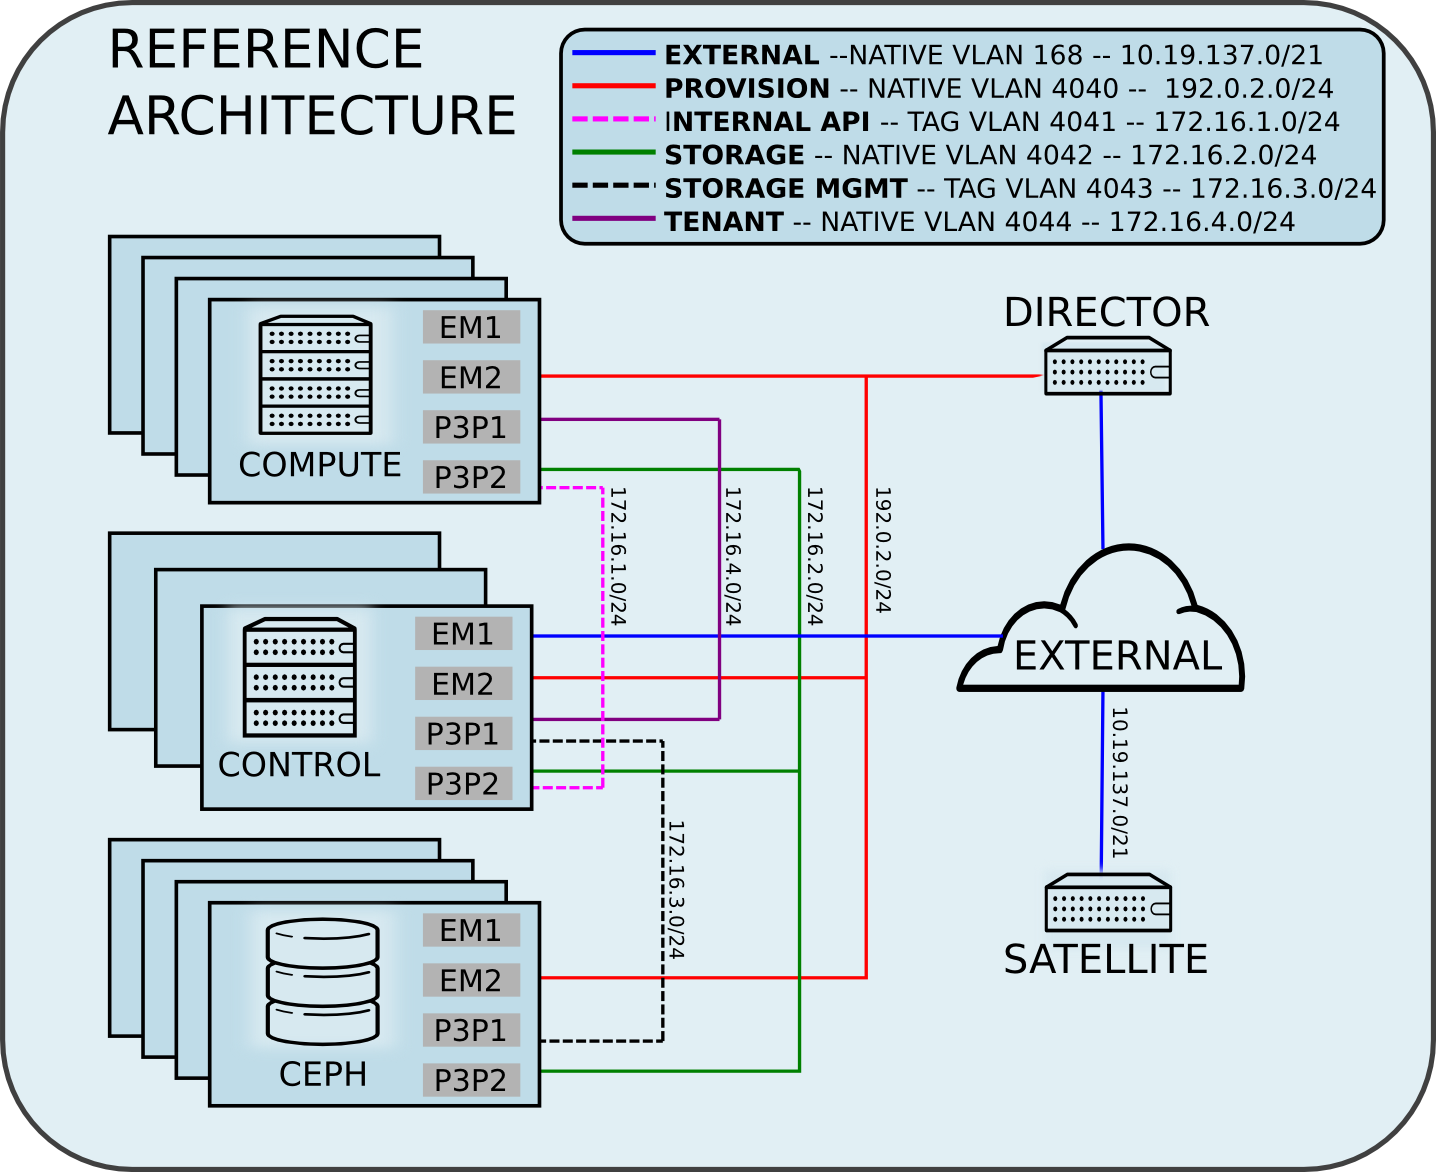 REFERENCE
ARCHITECTURE
EXTERNAL --NATIVE VLAN 168 -- 10.19.137.0/21
PROVISION -- NATIVE VLAN 4040 -- 192.0.2.0/24
INTERNAL API -- TAG VLAN 4041 -- 172.16.1.0/24
STORAGE -- NATIVE VLAN 4042 -- 172.16.2.0/24
STORAGE MGMT -- TAG VLAN 4043 -- 172.16.3.0/24
TENANT -- NATIVE VLAN 4044 -- 172.16.4.0/24
COMPUTE
EM1
EM2
P3P1
P3P2
DIRECTOR
172.16.1.0/24
172.16.4.0/24
172.16.2.0/24
192.0.2.0/24
CONTROL
EM1
EM2
P3P1
P3P2
EXTERNAL
10.19.137.0/21
172.16.3.0/24
CEPH
EM1
EM2
P3P1
P3P2
SATELLITE